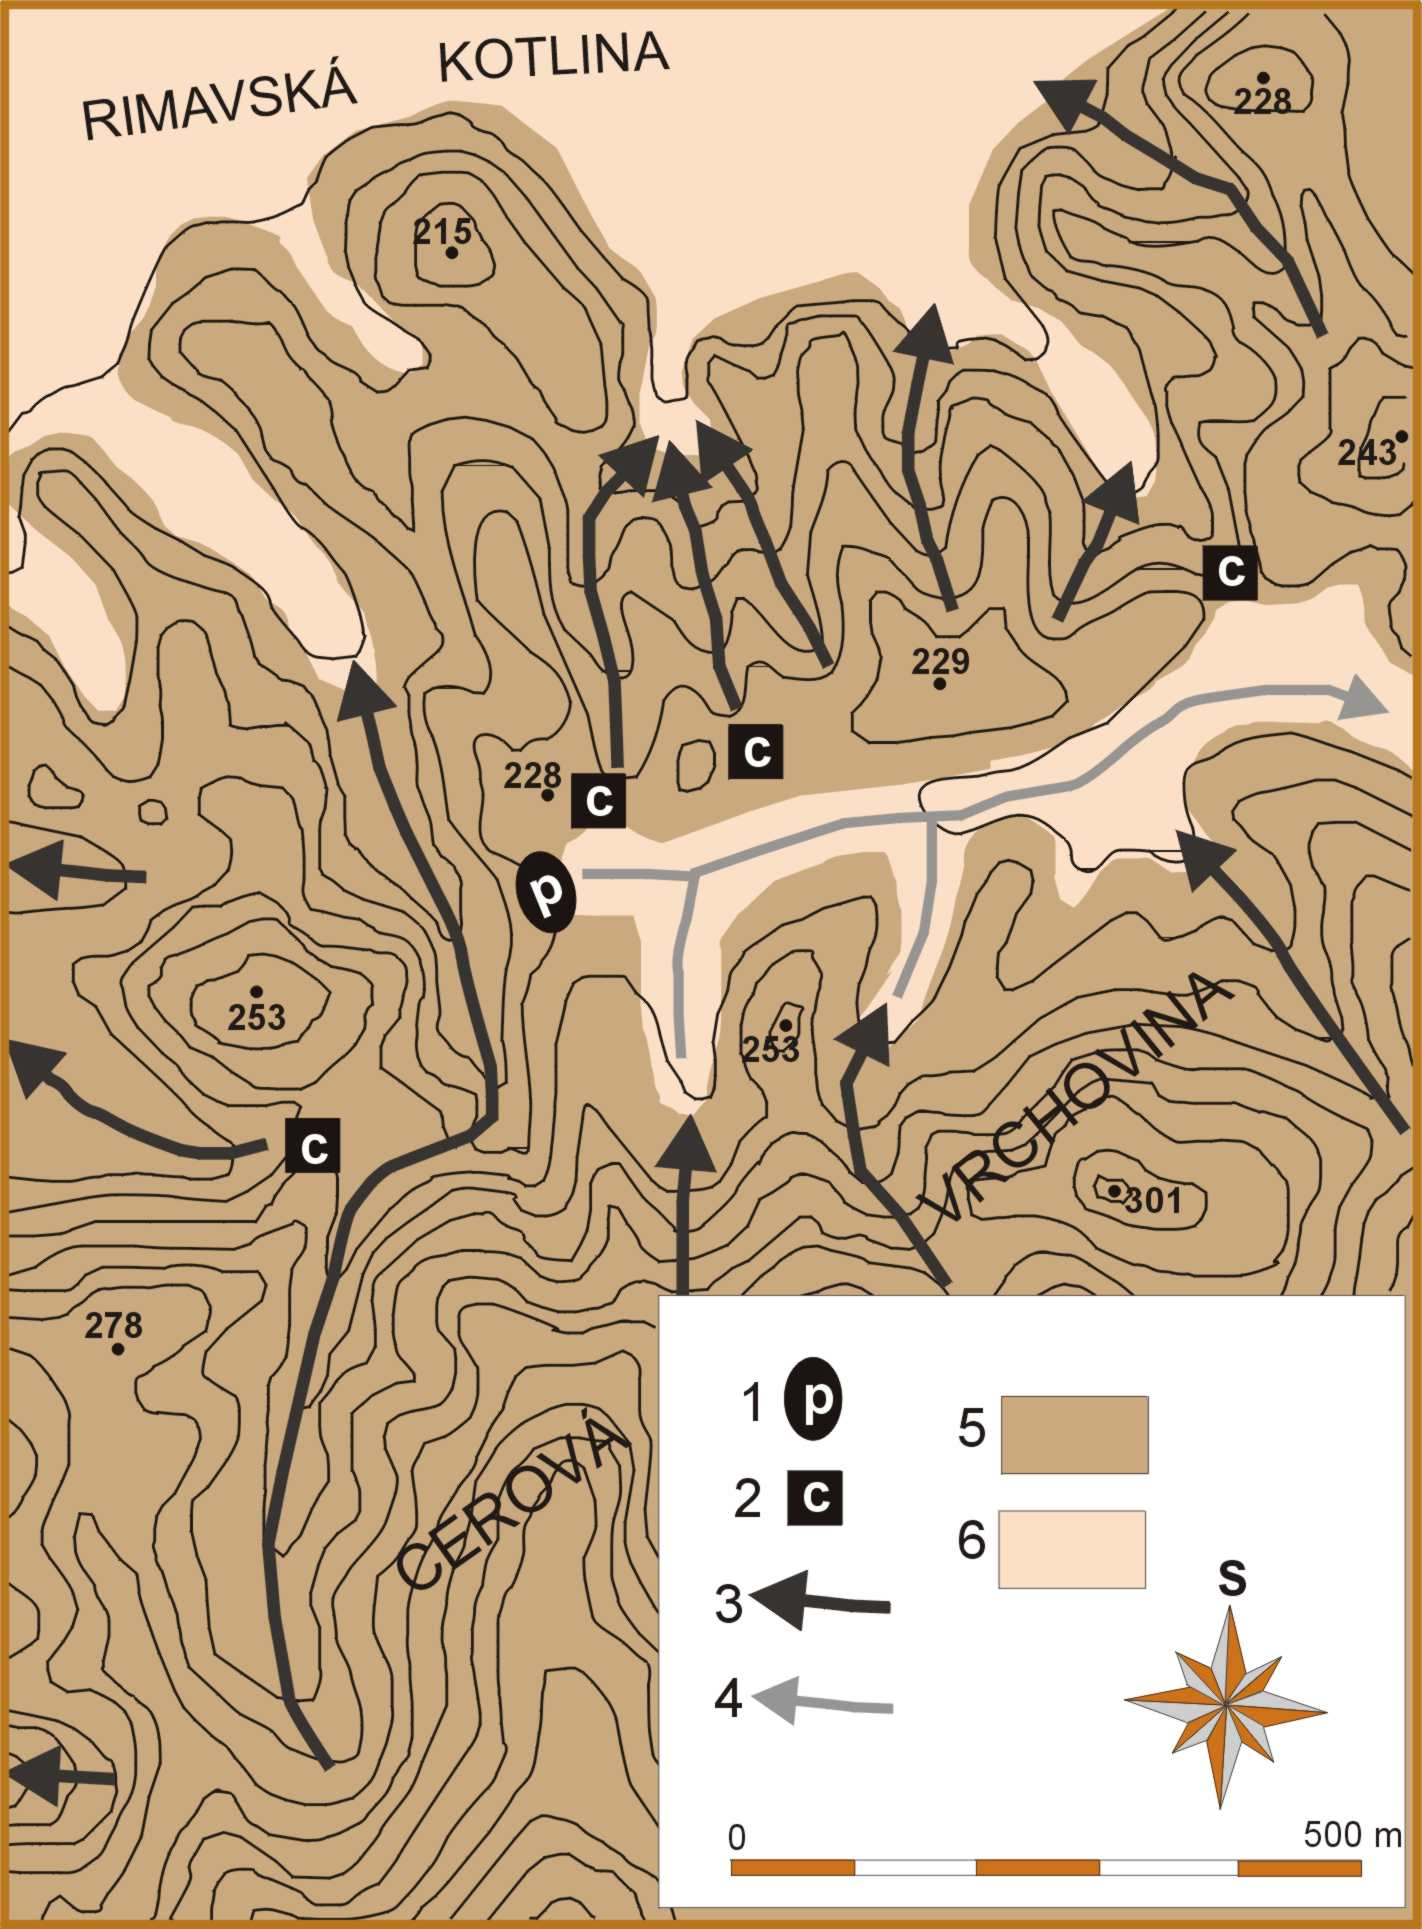 RIMAVSKÁ KOTLINA
228
215
243
c
229
c
228
c
p
253
253
VRCHOVINA
c
301
278
CEROVÁ
1 p
2 c
3
4
5
6
S
0
500 m